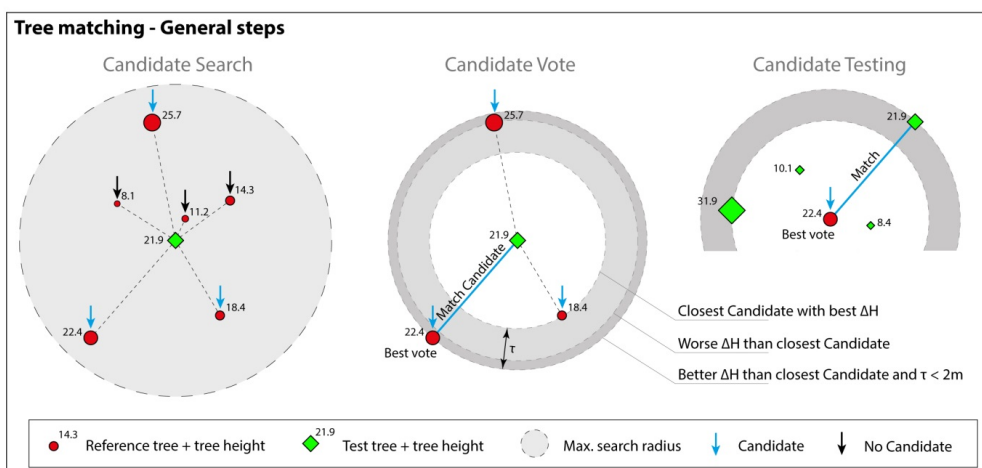 Tree matching - General steps
Candidate Search
25.7
8.1
14.3
11.2
21.9
18.4
22.4
Candidate Vote
25.7
21.9
Match Candidate
18.4
22.4
Best vote
τ
Candidate Testing
21.9
10.1
Match
31.9
22.4
Best vote
8.4
Closest Candidate with best ΔH
Worse ΔH than closest Candidate
Better ΔH than closest Candidate and τ < 2m
14.3 Reference tree + tree height
21.9 Test tree + tree height
Max. search radius
Candidate
No Candidate